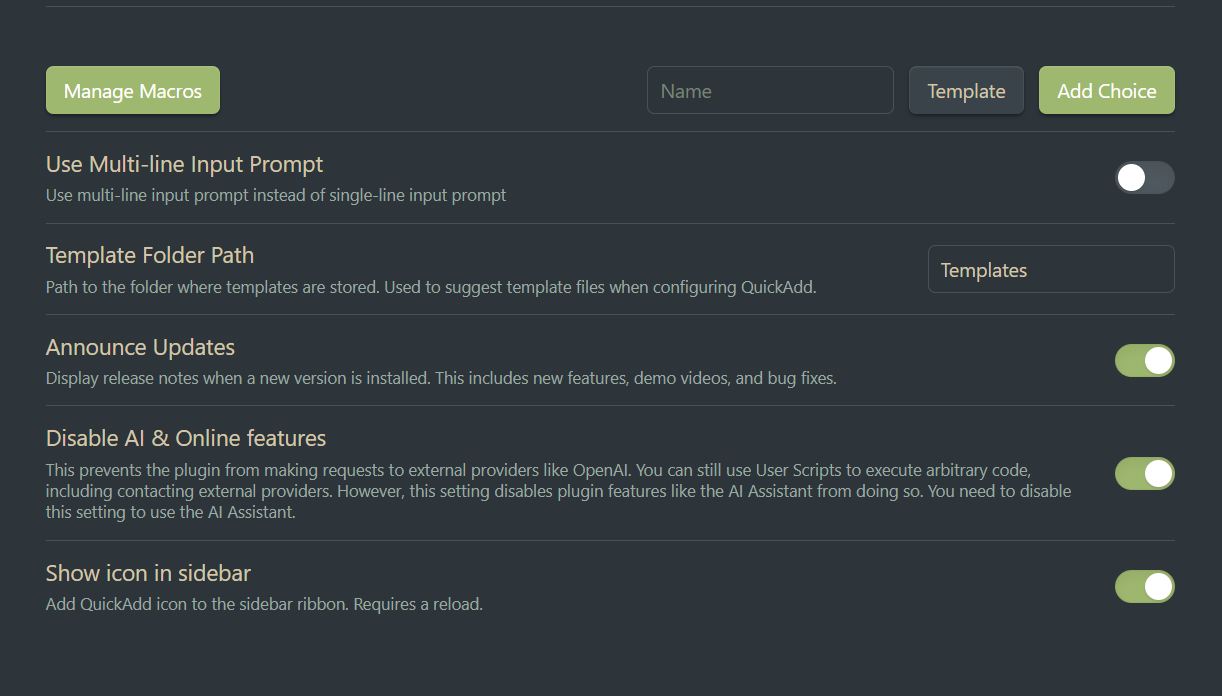 Manage Macros
Name
Template
Add Choice
Use Multi-line Input Prompt
Use multi-line input prompt instead of single-line input prompt
Template Folder Path
Path to the folder where templates are stored. Used to suggest template files when configuring QuickAdd.
Templates
Announce Updates
Display release notes when a new version is installed. This includes new features, demo videos, and bug fixes.
Disable AI & Online features
This prevents the plugin from making requests to external providers like OpenAI. You can still use User Scripts to execute arbitrary code,
including contacting external providers. However, this setting disables plugin features like the AI Assistant from doing so. You need to disable
this setting to use the AI Assistant.
Show icon in sidebar
Add QuickAdd icon to the sidebar ribbon. Requires a reload.